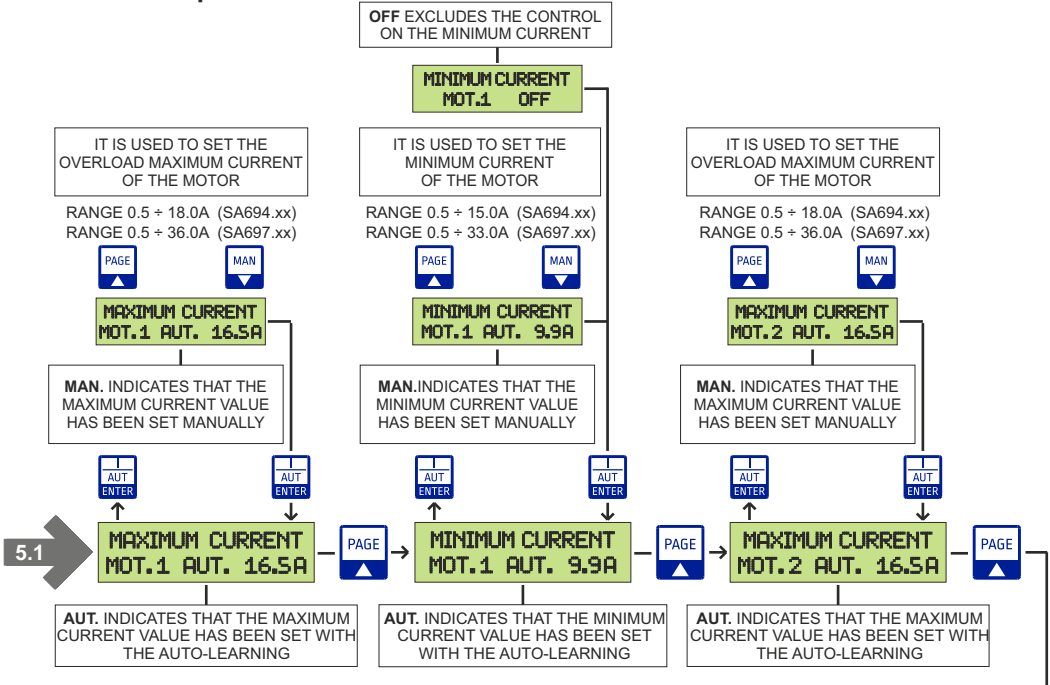 OFF EXCLUDES THE CONTROL
ON THE MINIMUM CURRENT
MINIMUM CURRENT
MOT.1 OFF
IT IS USED TO SET THE
OVERLOAD MAXIMUM CURRENT
OF THE MOTOR
RANGE 0.5 ÷ 18.0A (SA694.xx)
RANGE 0.5 ÷ 36.0A (SA697.xx)
PAGE
MAN
MAXIMUM CURRENT
MOT.1 AUT. 16.5A
MAN. INDICATES THAT THE
MAXIMUM CURRENT VALUE
HAS BEEN SET MANUALLY
AUT
ENTER
AUT
ENTER
IT IS USED TO SET THE
MINIMUM CURRENT
OF THE MOTOR
RANGE 0.5 ÷ 15.0A (SA694.xx)
RANGE 0.5 ÷ 33.0A (SA697.xx)
PAGE
MAN
MINIMUM CURRENT
MOT.1 AUT. 9.9A
MAN.INDICATES THAT THE
MINIMUM CURRENT VALUE
HAS BEEN SET MANUALLY
AUT
ENTER
AUT
ENTER
IT IS USED TO SET THE
OVERLOAD MAXIMUM CURRENT
OF THE MOTOR
RANGE 0.5 ÷ 18.0A (SA694.xx)
RANGE 0.5 ÷ 36.0A (SA697.xx)
PAGE
MAN
MAXIMUM CURRENT
MOT.2 AUT. 16.5A
MAN. INDICATES THAT THE
MAXIMUM CURRENT VALUE
HAS BEEN SET MANUALLY
AUT
ENTER
AUT
ENTER
5.1
MAXIMUM CURRENT
MOT.1 AUT. 16.5A
PAGE
MINIMUM CURRENT
MOT.1 AUT. 9.9A
PAGE
MAXIMUM CURRENT
MOT.2 AUT. 16.5A
PAGE
AUT. INDICATES THAT THE MAXIMUM
CURRENT VALUE HAS BEEN SET WITH
THE AUTO-LEARNING
AUT. INDICATES THAT THE MINIMUM
CURRENT VALUE HAS BEEN SET
WITH THE AUTO-LEARNING
AUT. INDICATES THAT THE MAXIMUM
CURRENT VALUE HAS BEEN SET WITH
THE AUTO-LEARNING